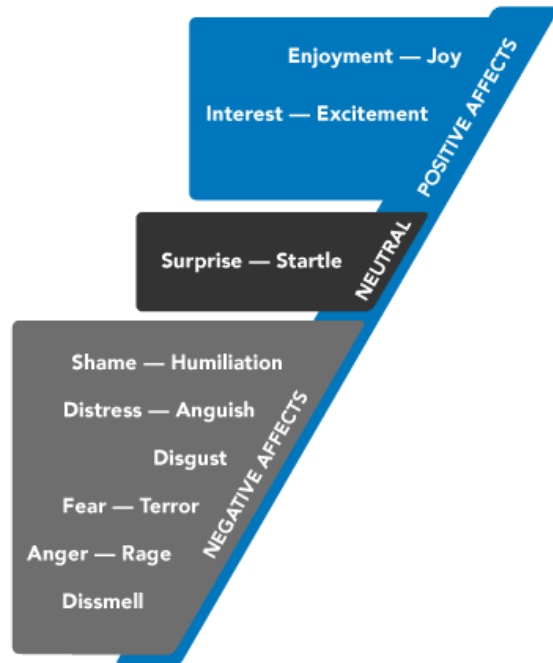 Enjoyment — Joy
Interest — Excitement
POSITIVE AFFECTS
Surprise — Startle
NEUTRAL
Shame — Humiliation
Distress — Anguish
Disgust
Fear — Terror
Anger — Rage
Dissmell
NEGATIVE AFFECTS